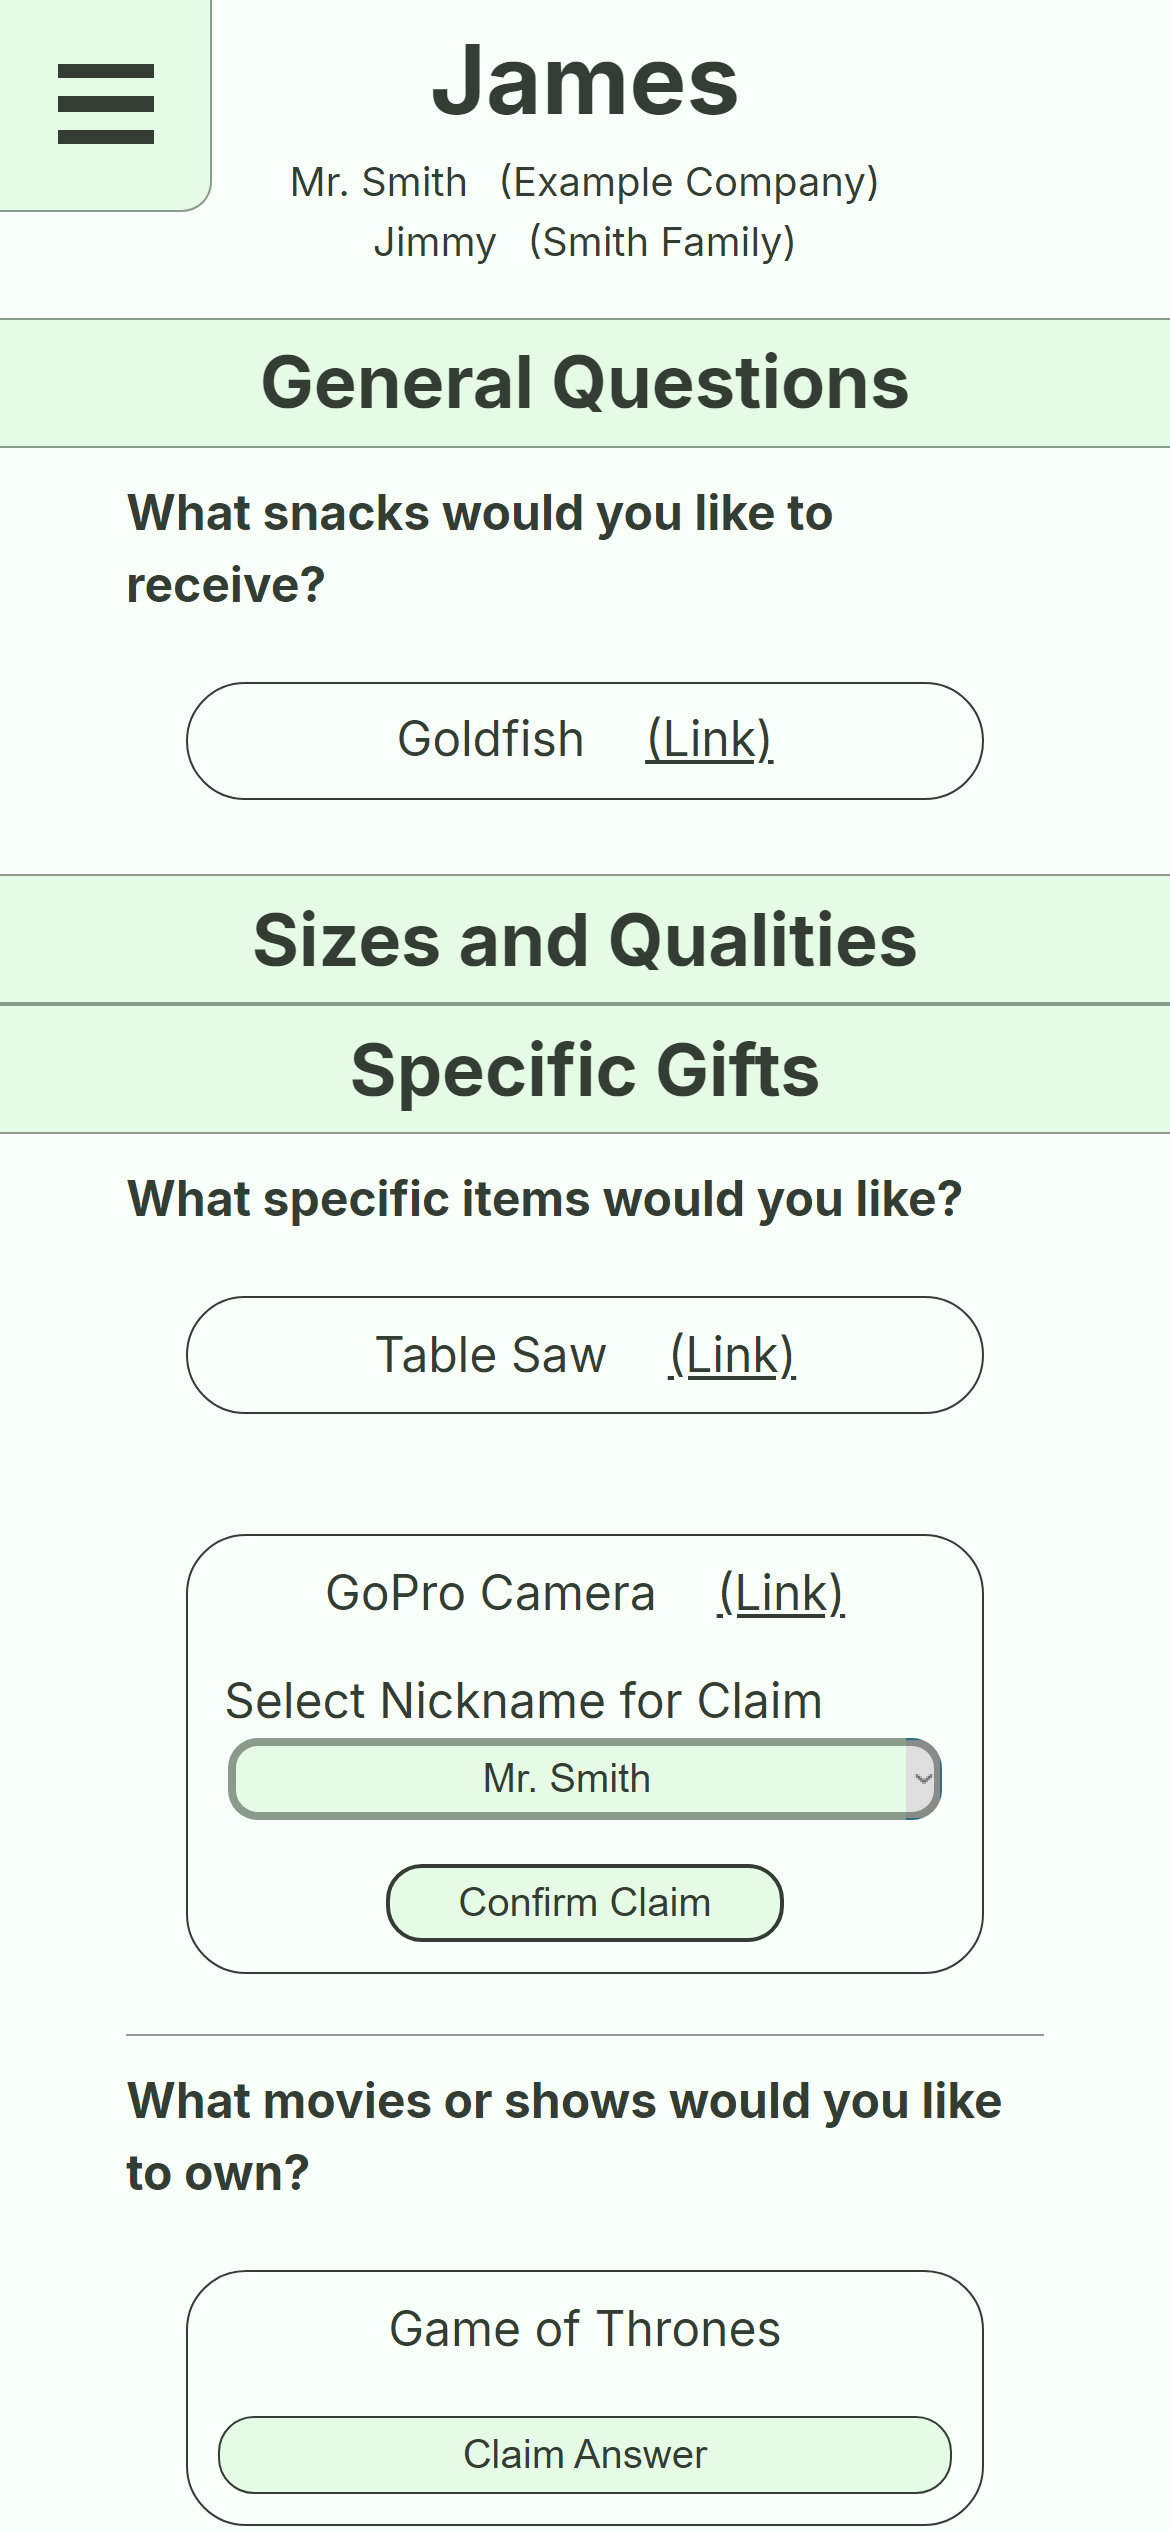 James
Mr. Smith (Example Company)
Jimmy (Smith Family)
General Questions
What snacks would you like to
receive?
Goldfish (Link)
Sizes and Qualities
Specific Gifts
What specific items would you like?
Table Saw (Link)
GoPro Camera (Link)
Select Nickname for Claim
Mr. Smith
Confirm Claim
What movies or shows would you like
to own?
Game of Thrones
Claim Answer